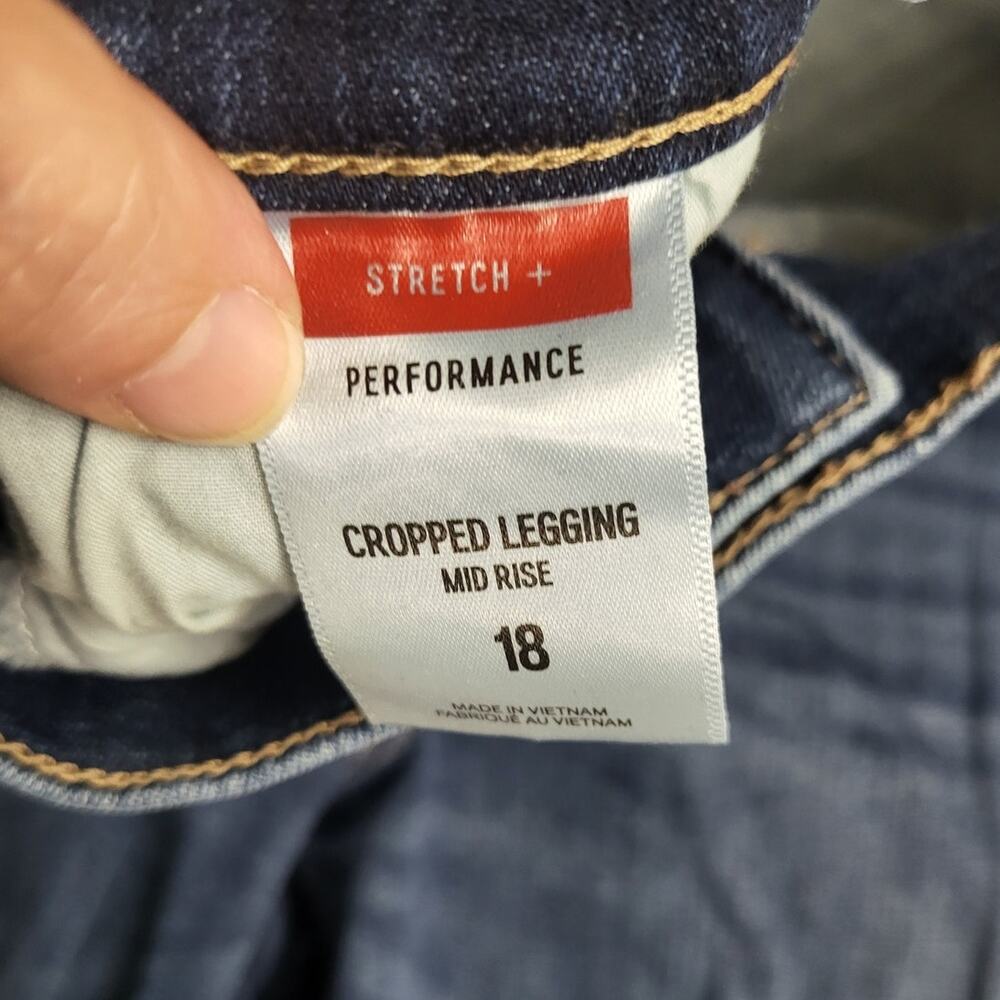 STRETCH +
PERFORMANCE
CROPPED LEGGING
MID RISE
18
MADE IN VIETNAM
FABRIQUÉ AU VIETNAM